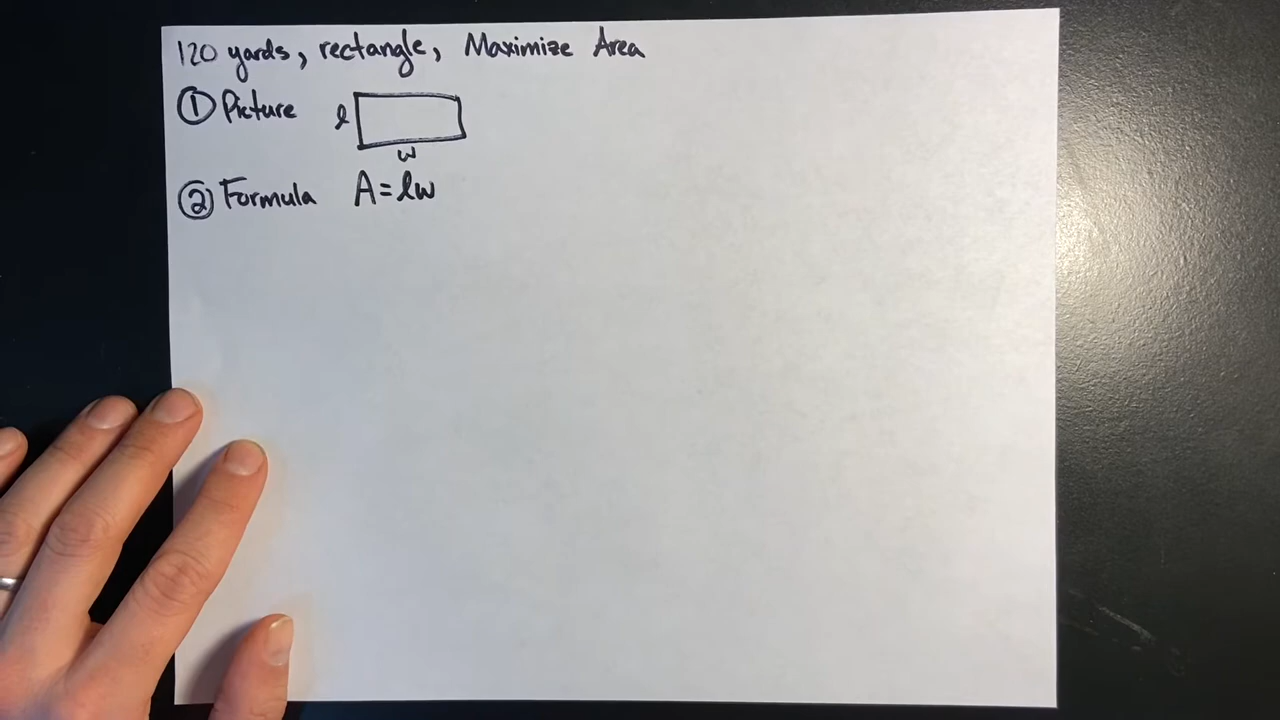 120 yards, rectangle, Maximize Area
① Picture
l
w
② Formula A=lw